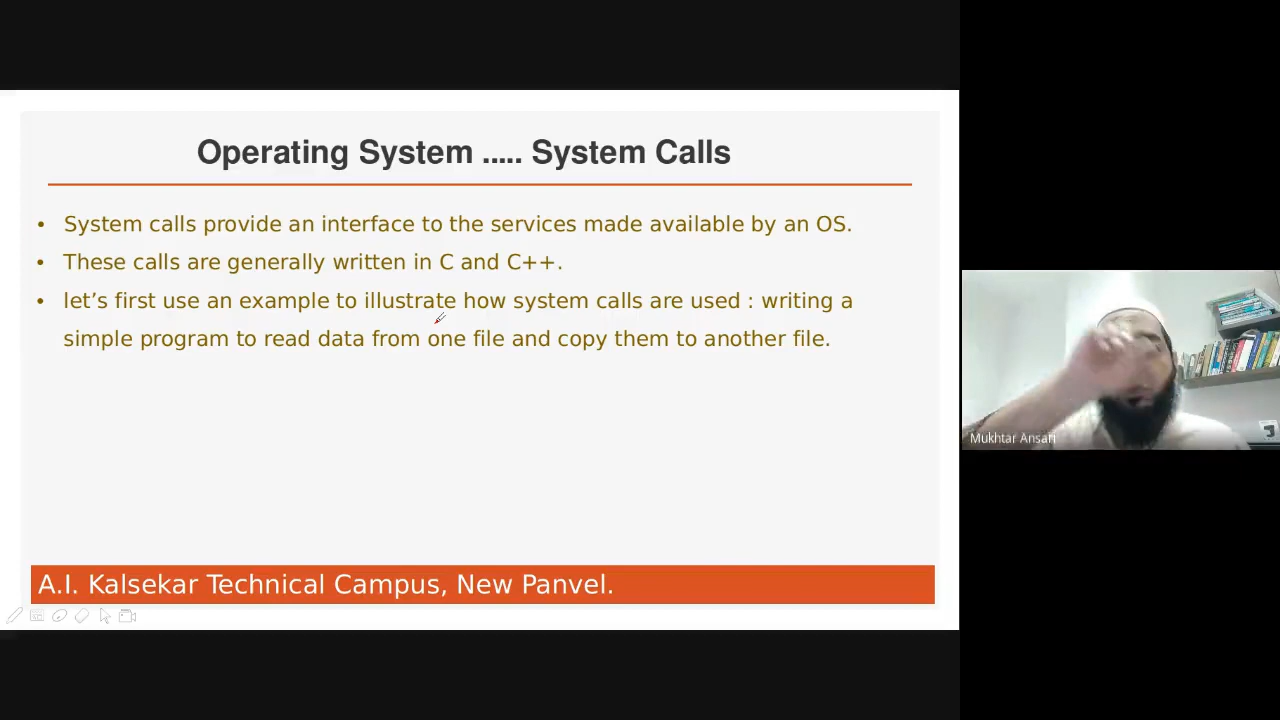 Operating System ..... System Calls
• System calls provide an interface to the services made available by an OS.
• These calls are generally written in C and C++.
• let’s first use an example to illustrate how system calls are used : writing a
simple program to read data from one file and copy them to another file.
A.I. Kalsekar Technical Campus, New Panvel.
Mukhtar Ansari